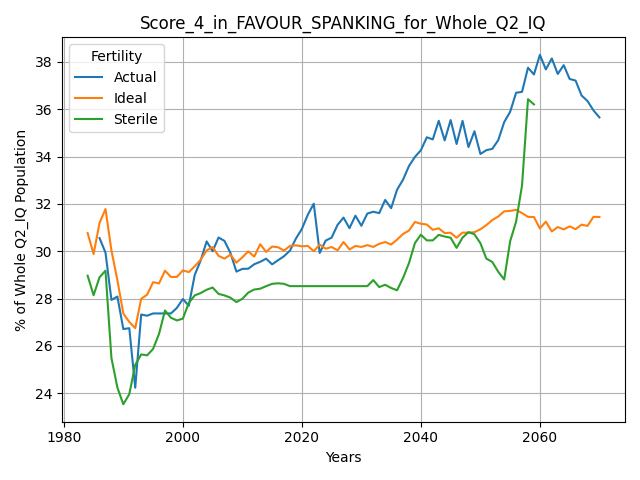 Score_4_in_FAVOUR_SPANKING_for_Whole_Q2_IQ
Fertility
Actual
Ideal
Sterile
% of Whole Q2_IQ Population
38
36
34
32
30
28
26
24
1980
2000
2020
2040
2060
Years